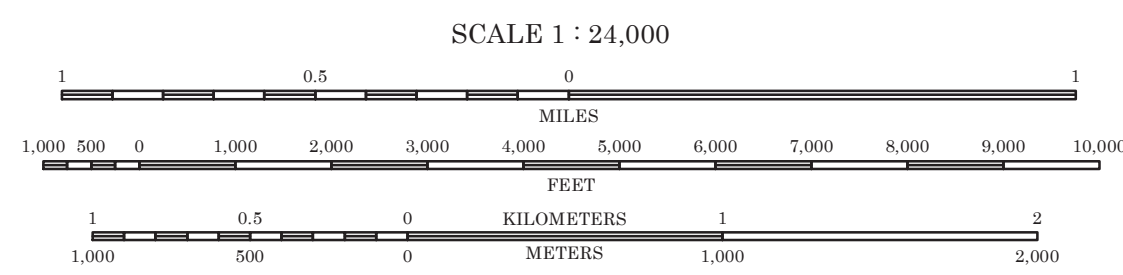 SCALE 1 : 24,000
1 0.5 0 1
MILES
1,000 500 0 1,000 2,000 3,000 4,000 5,000 6,000 7,000 8,000 9,000 10,000
FEET
1 0.5 0 KILOMETERS 1 2
1,000 500 0 METERS 1,000 2,000